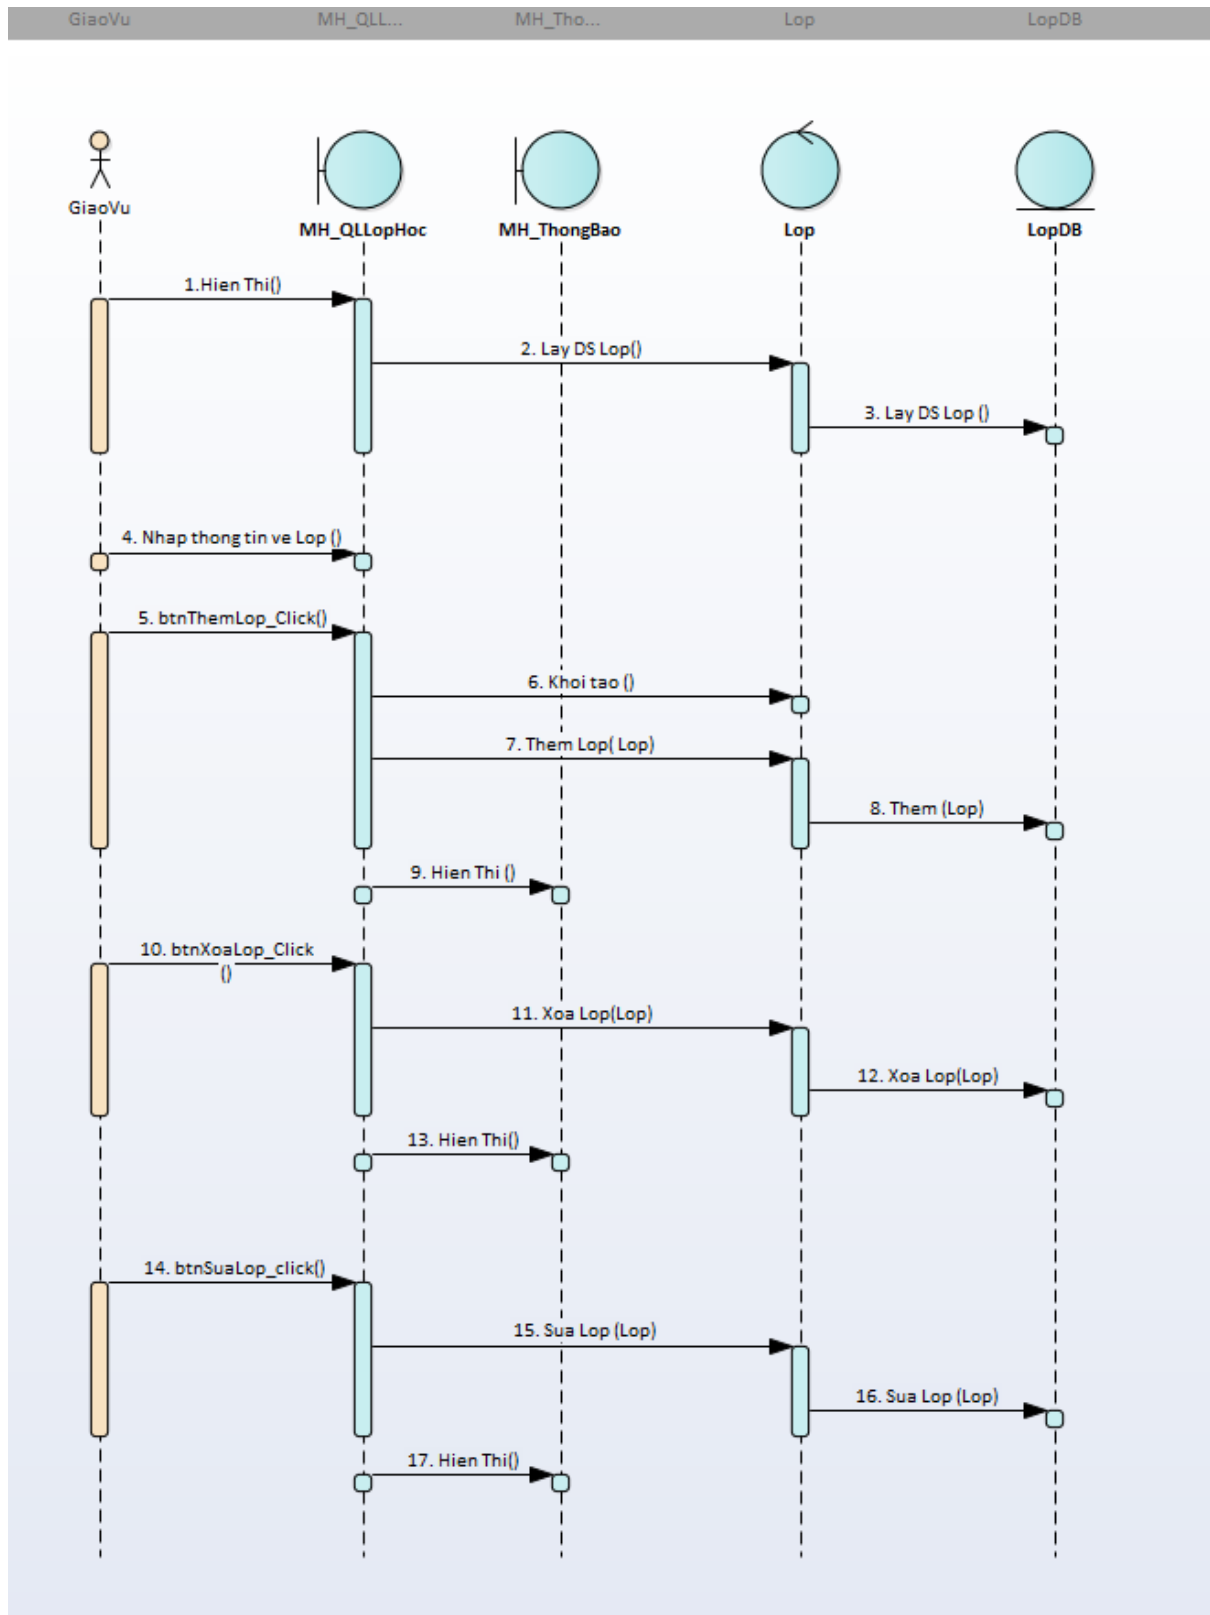 GiaoVu MH_QLL... MH_Tho... Lop LopDB
GiaoVu
MH_QLLopHoc MH_ThongBao Lop LopDB
1.Hien Thi()
2. Lay DS Lop()
3. Lay DS Lop ()
4. Nhap thong tin ve Lop ()
5. btnThemLop_Click()
6. Khoi tao ()
7. Them Lop( Lop)
8. Them (Lop)
9. Hien Thi ()
10. btnXoaLop_Click
()
11. Xoa Lop(Lop)
12. Xoa Lop(Lop)
13. Hien Thi()
14. btnSuaLop_click()
15. Sua Lop (Lop)
16. Sua Lop (Lop)
17. Hien Thi()